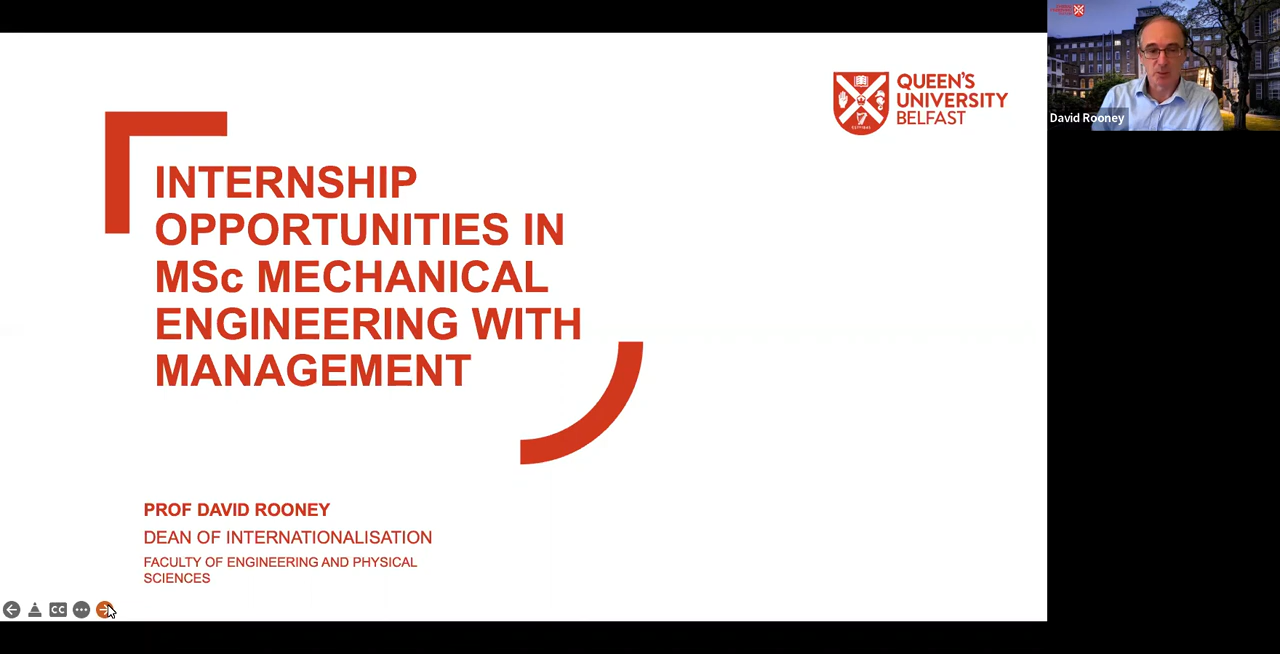 QUEEN'S
UNIVERSITY
BELFAST
David Rooney
INTERNSHIP
OPPORTUNITIES IN
MSc MECHANICAL
ENGINEERING WITH
MANAGEMENT
PROF DAVID ROONEY
DEAN OF INTERNATIONALISATION
FACULTY OF ENGINEERING AND PHYSICAL
SCIENCES
CC